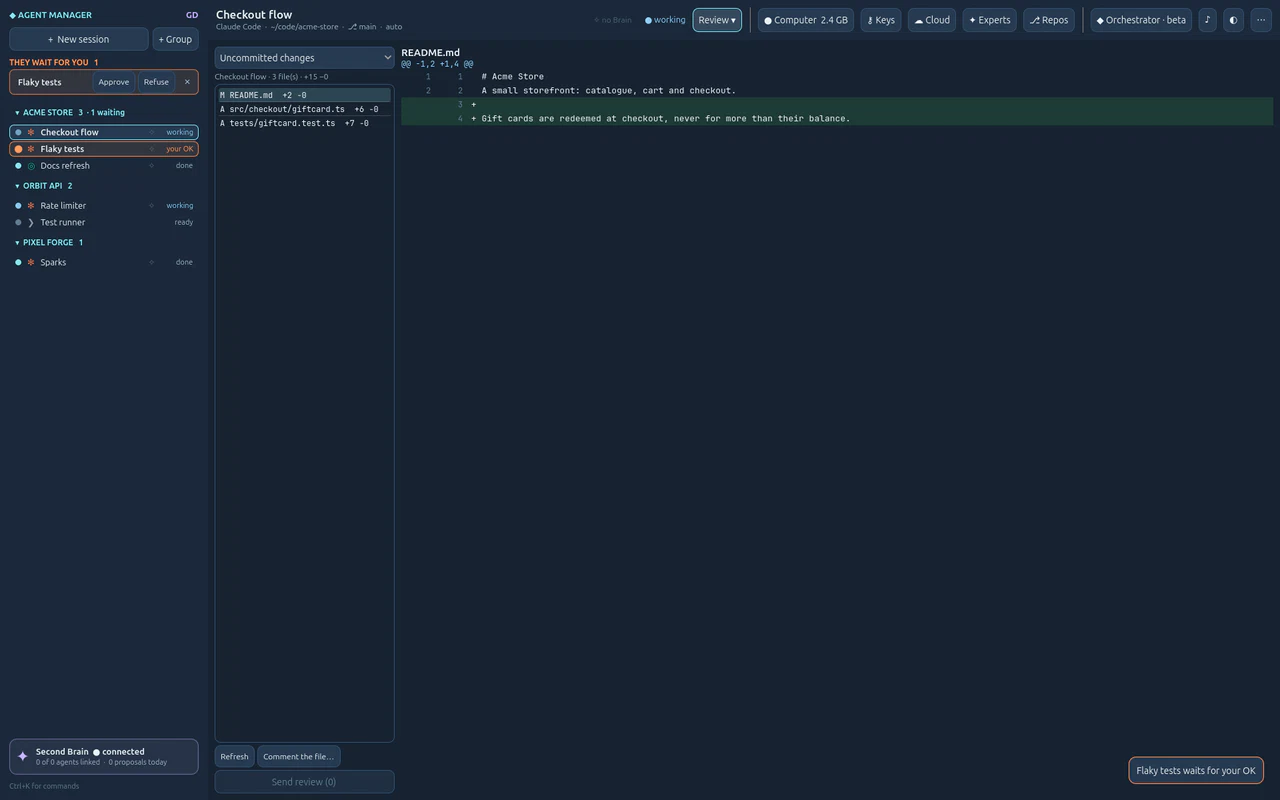 ◆ AGENT MANAGER GD
+ New session + Group
THEY WAIT FOR YOU 1
Flaky tests Approve Refuse ×
▾ ACME STORE 3 · 1 waiting
Checkout flow working
Flaky tests your OK
Docs refresh done
▾ ORBIT API 2
Rate limiter working
❯ Test runner ready
▾ PIXEL FORGE 1
Sparks done
Second Brain ● connected
0 of 0 agents linked · 0 proposals today
Ctrl+K for commands
Checkout flow
Claude Code · ~/code/acme-store · ⎇ main · auto
no Brain ● working Review ▾ ● Computer 2.4 GB Keys ☁ Cloud ✦ Experts ⎇ Repos ◆ Orchestrator · beta ♪ ◐ ⋯
Uncommitted changes
Checkout flow · 3 file(s) · +15 −0
M README.md +2 -0
A src/checkout/giftcard.ts +6 -0
A tests/giftcard.test.ts +7 -0
Refresh Comment the file…
Send review (0)
README.md
@@ -1,2 +1,4 @@
1 1 # Acme Store
2 2 A small storefront: catalogue, cart and checkout.
3 +
4 + Gift cards are redeemed at checkout, never for more than their balance.
Flaky tests waits for your OK